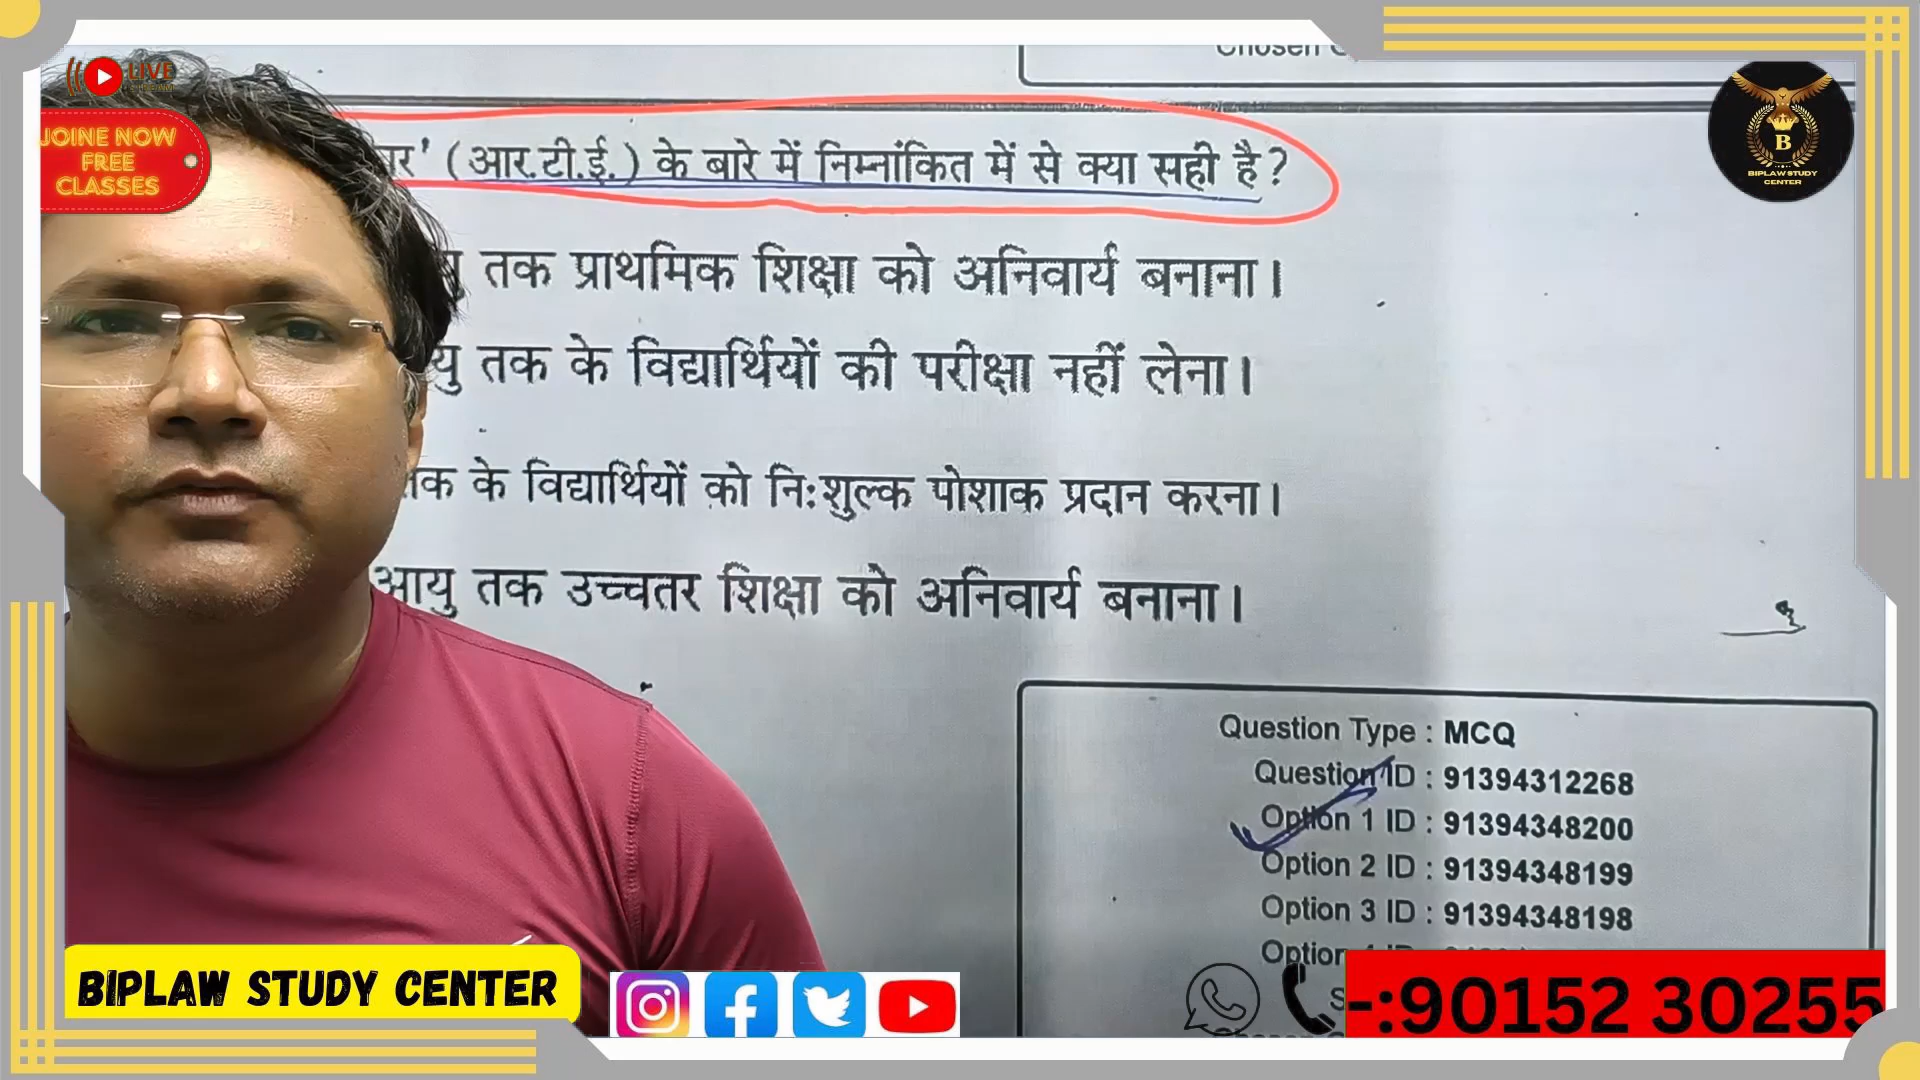 Chosen
LIVE
JOINE NOW
FREE
CLASSES
B
BIPLAW STUDY
CENTER
(आर.टी.ई.) के बारे में निम्नांकित में से क्या सही है?
तक प्राथमिक शिक्षा को अनिवार्य बनाना।
तक के विद्यार्थियों की परीक्षा नहीं लेना।
के विद्यार्थियों को नि:शुल्क पोशाक प्रदान करना।
आयु तक उच्चतर शिक्षा को अनिवार्य बनाना।
Question Type : MCQ
Question ID : 91394312268
Option 1 ID : 91394348200
Option 2 ID : 91394348199
Option 3 ID : 91394348198
BIPLAW STUDY CENTER
-:90152 30255